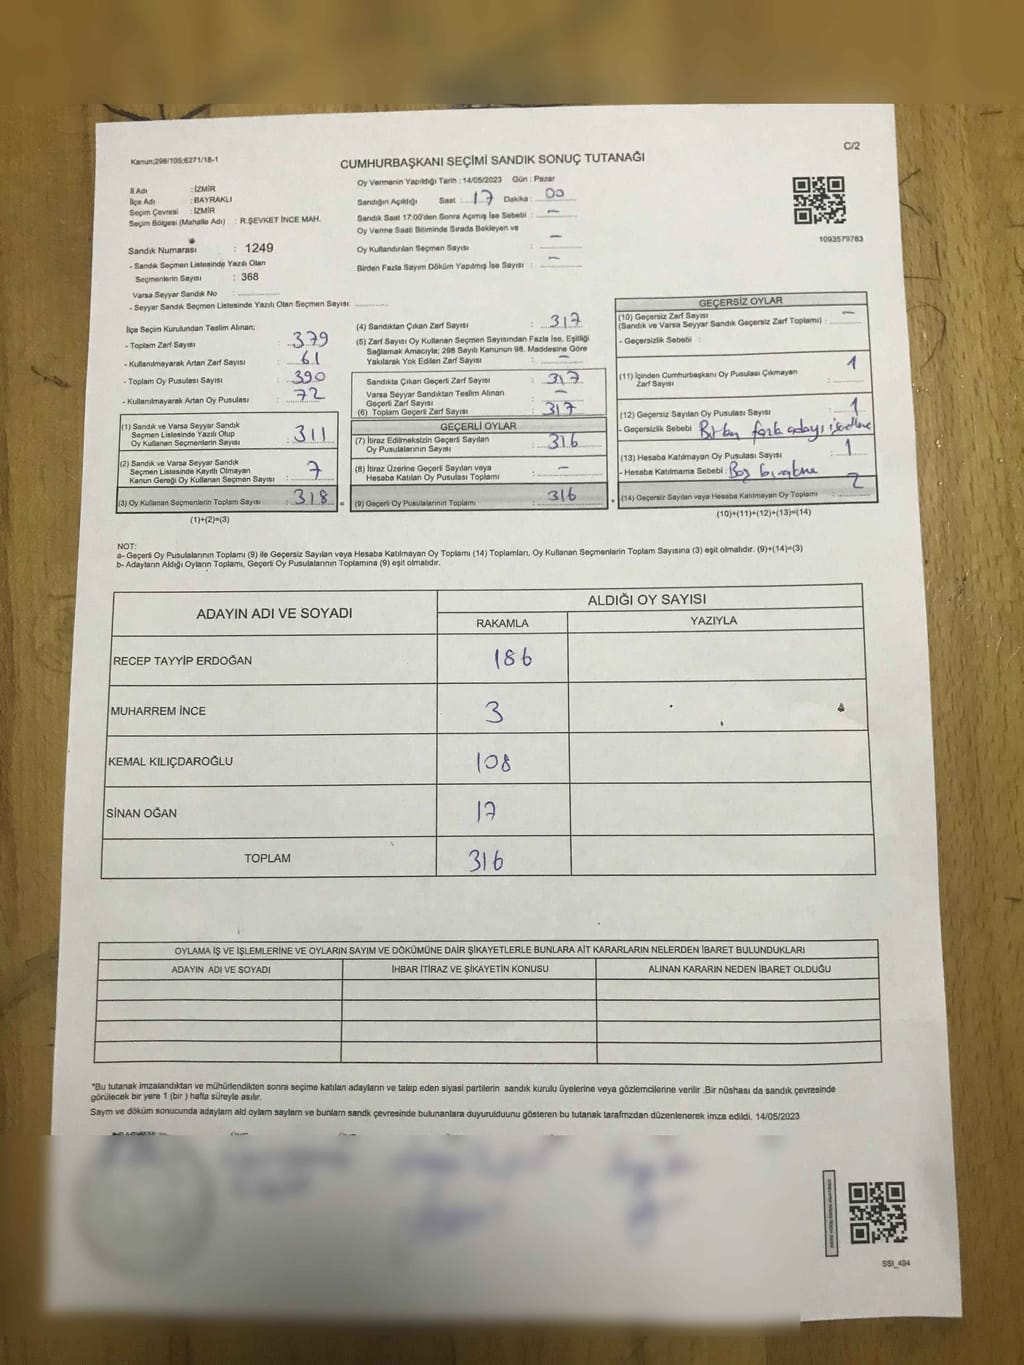 Kanun:298/105;6271/18-1
C/2
CUMHURBAŞKANI SEÇİMİ SANDIK SONUÇ TUTANAĞI
İl Adı : İZMİR
İlçe Adı : BAYRAKLI
Seçim Çevresi : İZMİR
Seçim Bölgesi (Mahalle Adı) : R.ŞEVKET İNCE MAH.
Sandık Numarası : 1249
- Sandık Seçmen Listesinde Yazılı Olan
Seçmenlerin Sayısı : 368
Varsa Seyyar Sandık No :
- Seyyar Sandık Seçmen Listesinde Yazılı Olan Seçmen Sayısı:
Oy Vermenin Yapıldığı Tarih : 14/05/2023 Gün : Pazar
Sandığın Açıldığı Saat : 17 Dakika : 00
Sandık Saat 17:00'den Sonra Açılmış İse Sebebi : —
Oy Verme Saati Bitiminde Sırada Bekleyen ve
Oy Kullandırılan Seçmen Sayısı : —
Birden Fazla Sayım Döküm Yapılmış İse Sayısı : —
1093579783
İlçe Seçim Kurulundan Teslim Alınan;
- Toplam Zarf Sayısı : 379
- Kullanılmayarak Artan Zarf Sayısı : 61
- Toplam Oy Pusulası Sayısı : 390
- Kullanılmayarak Artan Oy Pusulası : 72
(1) Sandık ve Varsa Seyyar Sandık
Seçmen Listesinde Yazılı Olup
Oy Kullanan Seçmenlerin Sayısı : 311
(2) Sandık ve Varsa Seyyar Sandık
Seçmen Listesinde Kayıtlı Olmayan
Kanun Gereği Oy Kullanan Seçmen Sayısı : 7
(3) Oy Kullanan Seçmenlerin Toplam Sayısı : 318
(1)+(2)=(3)
(4) Sandıktan Çıkan Zarf Sayısı : 317
(5) Zarf Sayısı Oy Kullanan Seçmen Sayısından Fazla İse, Eşitliği
Sağlamak Amacıyla; 298 Sayılı Kanunun 98. Maddesine Göre
Yakılarak Yok Edilen Zarf Sayısı : —
Sandıkta Çıkan Geçerli Zarf Sayısı : 317
Varsa Seyyar Sandıktan Teslim Alınan
Geçerli Zarf Sayısı : —
(6) Toplam Geçerli Zarf Sayısı : 317
GEÇERLİ OYLAR
(7) İtiraz Edilmeksizin Geçerli Sayılan
Oy Pusulalarının Sayısı : 316
(8) İtiraz Üzerine Geçerli Sayılan veya
Hesaba Katılan Oy Pusulası Toplamı : —
= (9) Geçerli Oy Pusulalarının Toplamı : 316
GEÇERSİZ OYLAR
(10) Geçersiz Zarf Sayısı
(Sandık ve Varsa Seyyar Sandık Geçersiz Zarf Toplamı) : —
- Geçersizlik Sebebi :
(11) İçinden Cumhurbaşkanı Oy Pusulası Çıkmayan
Zarf Sayısı : 1
(12) Geçersiz Sayılan Oy Pusulası Sayısı : 1
- Geçersizlik Sebebi : fazla adayı
(13) Hesaba Katılmayan Oy Pusulası Sayısı : 1
- Hesaba Katılmama Sebebi : Boş
+ (14) Geçersiz Sayılan veya Hesaba Katılmayan Oy Toplamı : 2
(10)+(11)+(12)+(13)=(14)
NOT:
a- Geçerli Oy Pusulalarının Toplamı (9) ile Geçersiz Sayılan veya Hesaba Katılmayan Oy Toplamı (14) Toplamları, Oy Kullanan Seçmenlerin Toplam Sayısına (3) eşit olmalıdır. (9)+(14)=(3)
b- Adayların Aldığı Oyların Toplamı, Geçerli Oy Pusulalarının Toplamına (9) eşit olmalıdır.
ADAYIN ADI VE SOYADI
ALDIĞI OY SAYISI
RAKAMLA YAZIYLA
RECEP TAYYİP ERDOĞAN 186
MUHARREM İNCE 3
KEMAL KILIÇDAROĞLU 108
SİNAN OĞAN 17
TOPLAM 316
OYLAMA İŞ VE İŞLEMLERİNE VE OYLARIN SAYIM VE DÖKÜMÜNE DAİR ŞİKAYETLERLE BUNLARA AİT KARARLARIN NELERDEN İBARET BULUNDUKLARI
ADAYIN ADI VE SOYADI İHBAR İTİRAZ VE ŞİKAYETİN KONUSU ALINAN KARARIN NEDEN İBARET OLDUĞU
"Bu tutanak imzalandıktan ve mühürlendikten sonra seçime katılan adayların ve talep eden siyasi partilerin sandık kurulu üyelerine veya gözlemcilerine verilir .Bir nüshası da sandık çevresinde
görülecek bir yere 1 (bir ) hafta süreyle asılır.
Saym ve döküm sonucunda adaylarn ald oylarn saylarn ve bunlarn sandk çevresinde bulunanlara duyurulduunu gösteren bu tutanak tarafmzdan düzenlenerek imza edildi. 14/05/2023
SSI_404